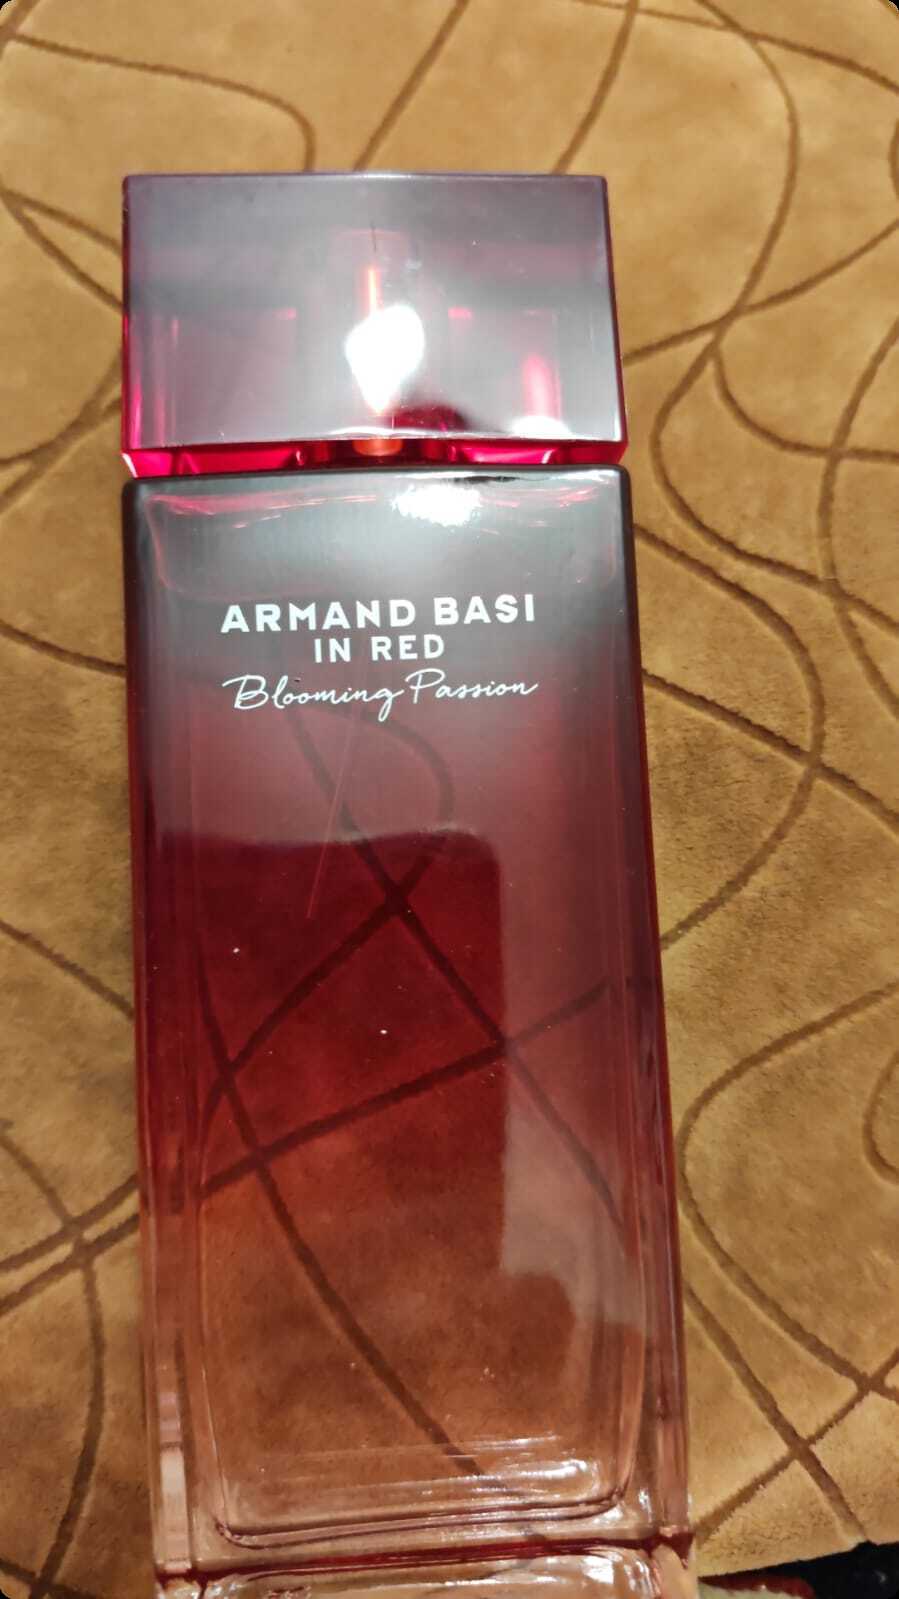 ARMAND BASI
IN RED
Blooming Passion